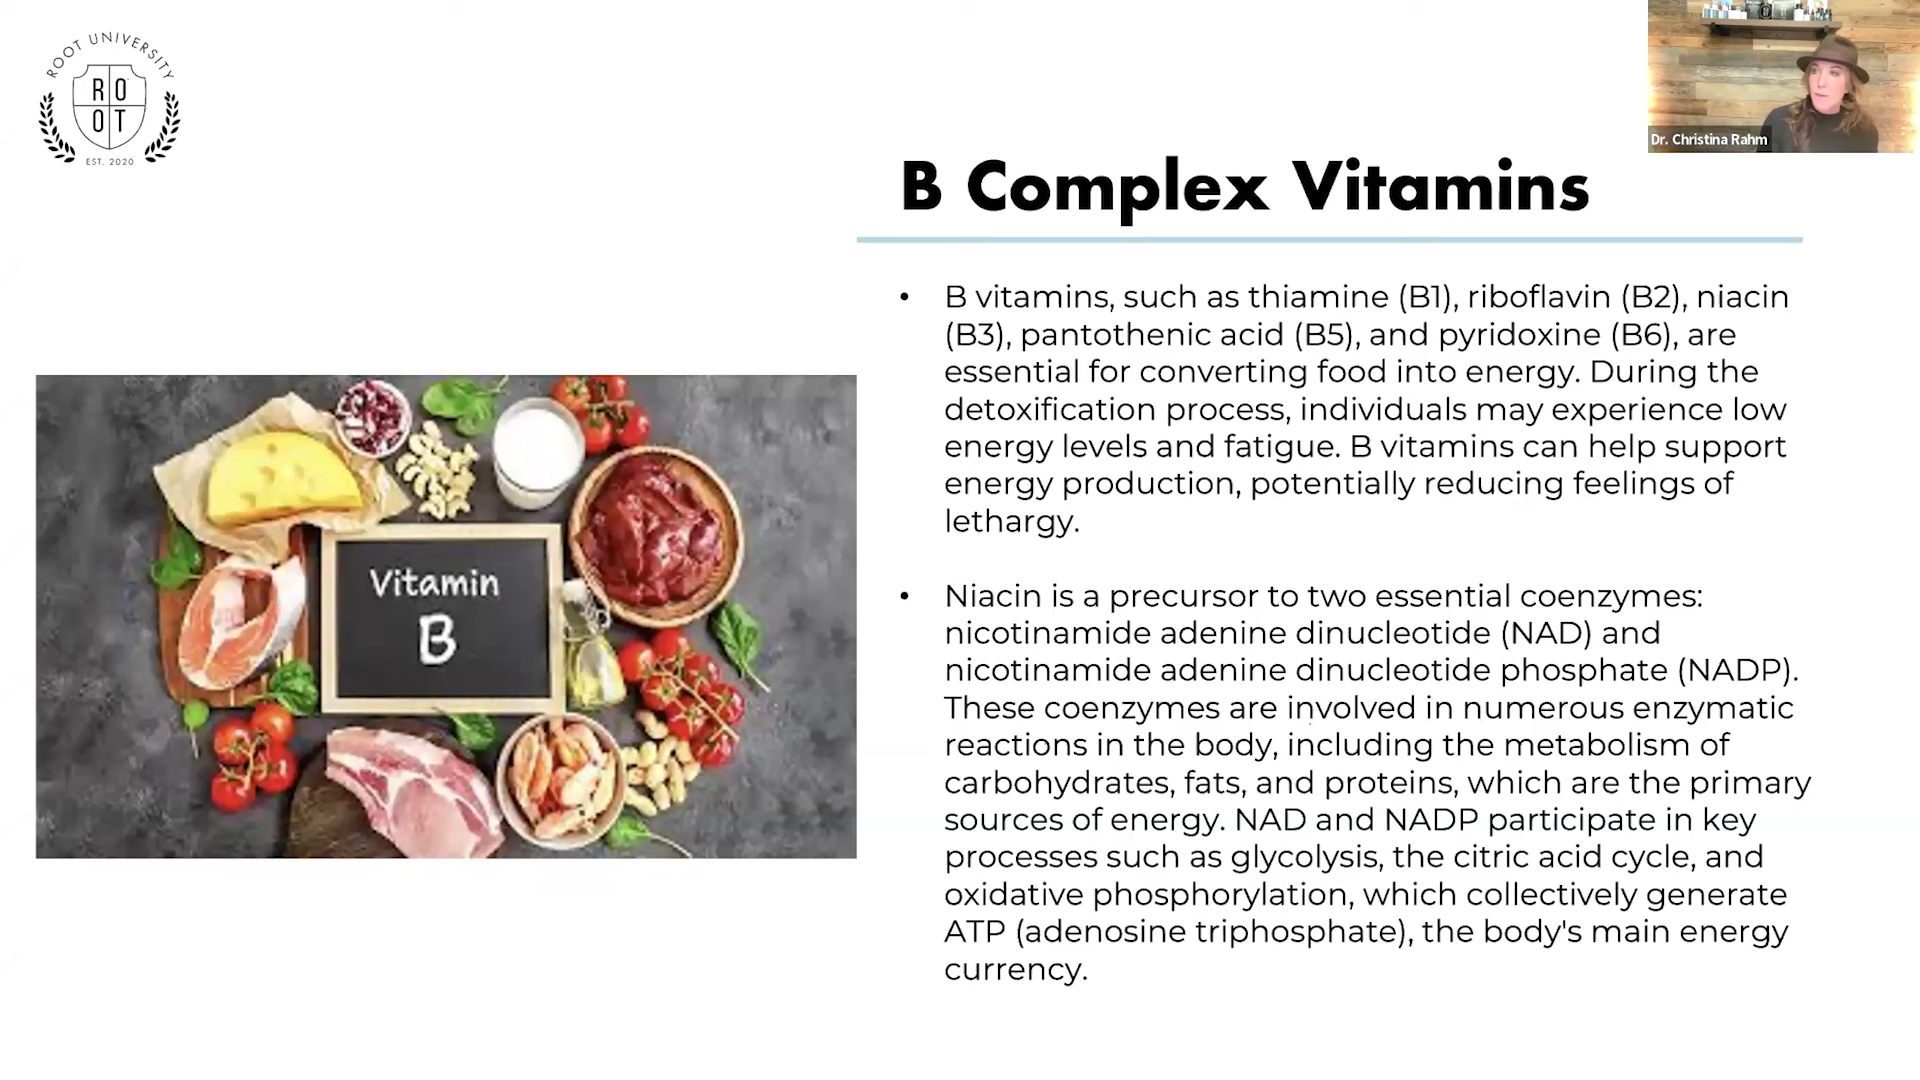 ROOT UNIVERSITY
RO
OT
EST. 2020
Dr. Christina Rahm
B Complex Vitamins
• B vitamins, such as thiamine (B1), riboflavin (B2), niacin
(B3), pantothenic acid (B5), and pyridoxine (B6), are
essential for converting food into energy. During the
detoxification process, individuals may experience low
energy levels and fatigue. B vitamins can help support
energy production, potentially reducing feelings of
lethargy.
Vitamin
B
• Niacin is a precursor to two essential coenzymes:
nicotinamide adenine dinucleotide (NAD) and
nicotinamide adenine dinucleotide phosphate (NADP).
These coenzymes are involved in numerous enzymatic
reactions in the body, including the metabolism of
carbohydrates, fats, and proteins, which are the primary
sources of energy. NAD and NADP participate in key
processes such as glycolysis, the citric acid cycle, and
oxidative phosphorylation, which collectively generate
ATP (adenosine triphosphate), the body's main energy
currency.